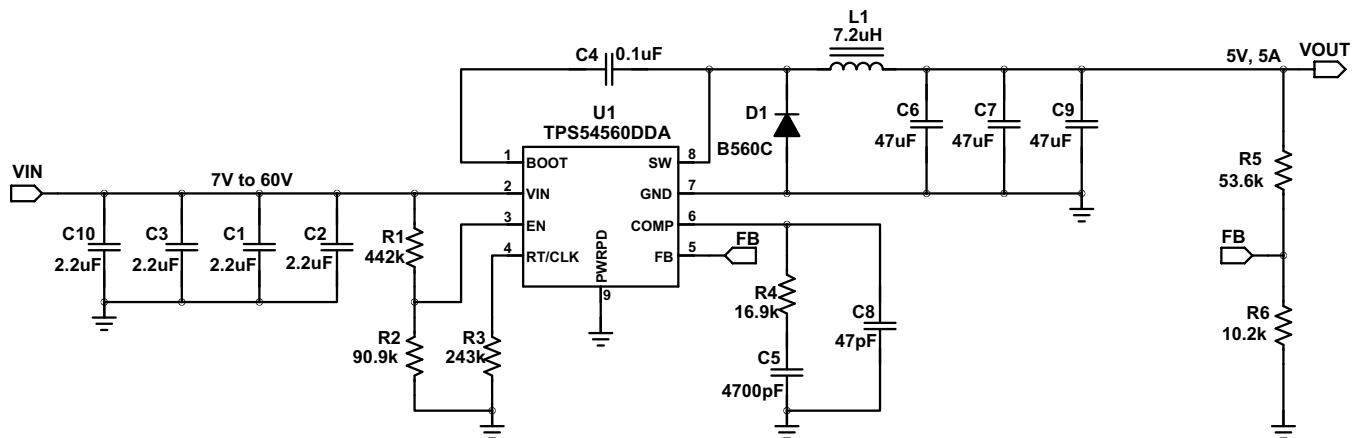 L1
7.2uH
C4
0.1uF
5V, 5A
VOUT
U1
TPS54560DDA
D1
B560C
C6
47uF
C7
47uF
C9
47uF
1
BOOT
SW
8
VIN
7V to 60V
2
VIN
GND
7
3
EN
COMP
6
4
RT/CLK
FB
5
FB
PWRPD
9
C10
2.2uF
C3
2.2uF
C1
2.2uF
C2
2.2uF
R1
442k
R2
90.9k
R3
243k
R4
16.9k
C5
4700pF
C8
47pF
R5
53.6k
FB
R6
10.2k